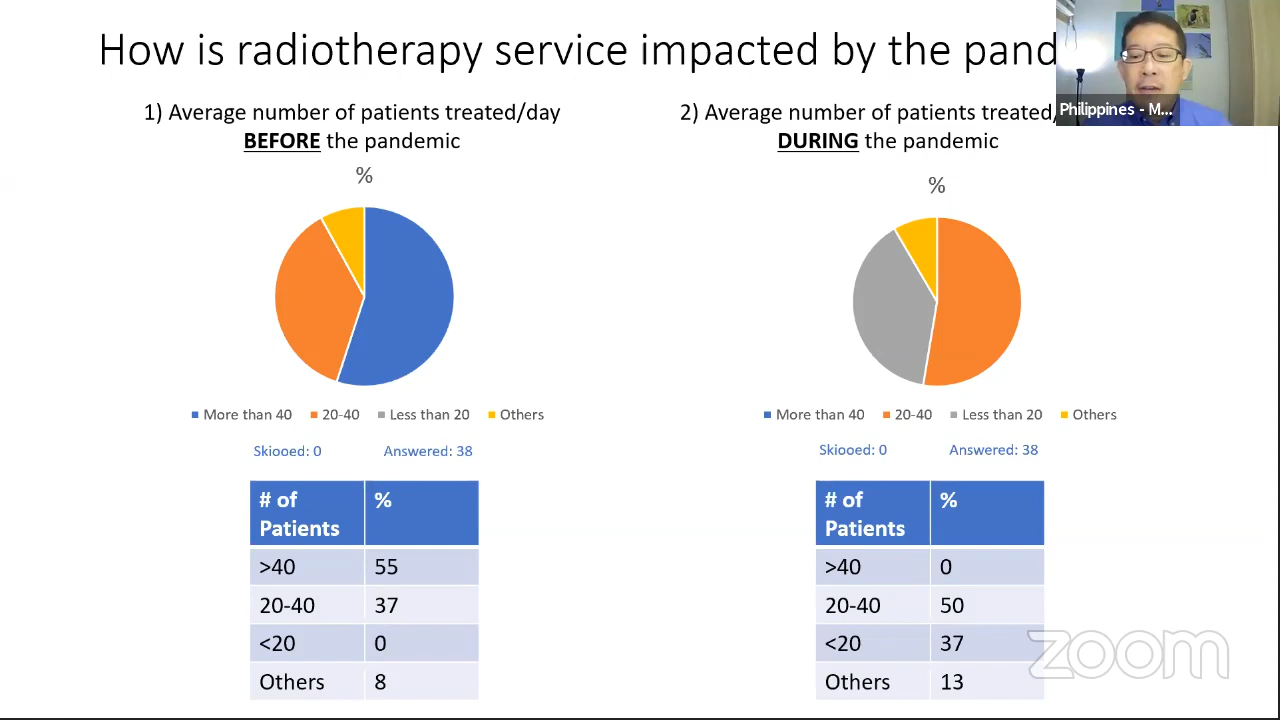 How is radiotherapy service impacted by the pand
1) Average number of patients treated/day
BEFORE the pandemic
%
More than 40 20-40 Less than 20 Others
Skiooed: 0 Answered: 38
# of Patients %
>40 55
20-40 37
<20 0
Others 8
2) Average number of patients treated/
DURING the pandemic
%
More than 40 20-40 Less than 20 Others
Skiooed: 0 Answered: 38
# of Patients %
>40 0
20-40 50
<20 37
Others 13
Philippines - M...
zoom